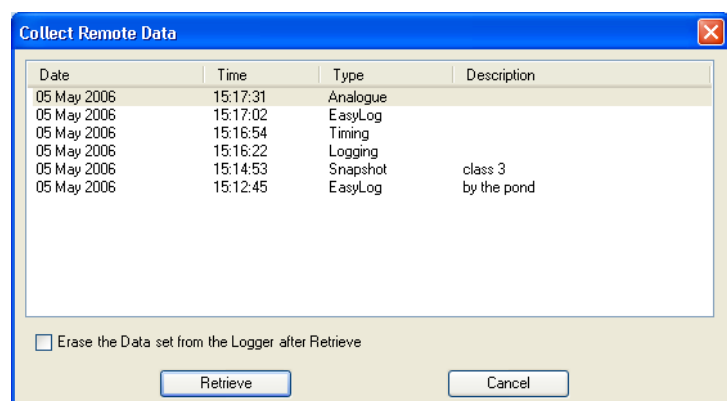 Collect Remote Data
Date Time Type Description
05 May 2006 15:17:31 Analogue
05 May 2006 15:17:02 EasyLog
05 May 2006 15:16:54 Timing
05 May 2006 15:16:22 Logging
05 May 2006 15:14:53 Snapshot class 3
05 May 2006 15:12:45 EasyLog by the pond
Erase the Data set from the Logger after Retrieve
Retrieve Cancel